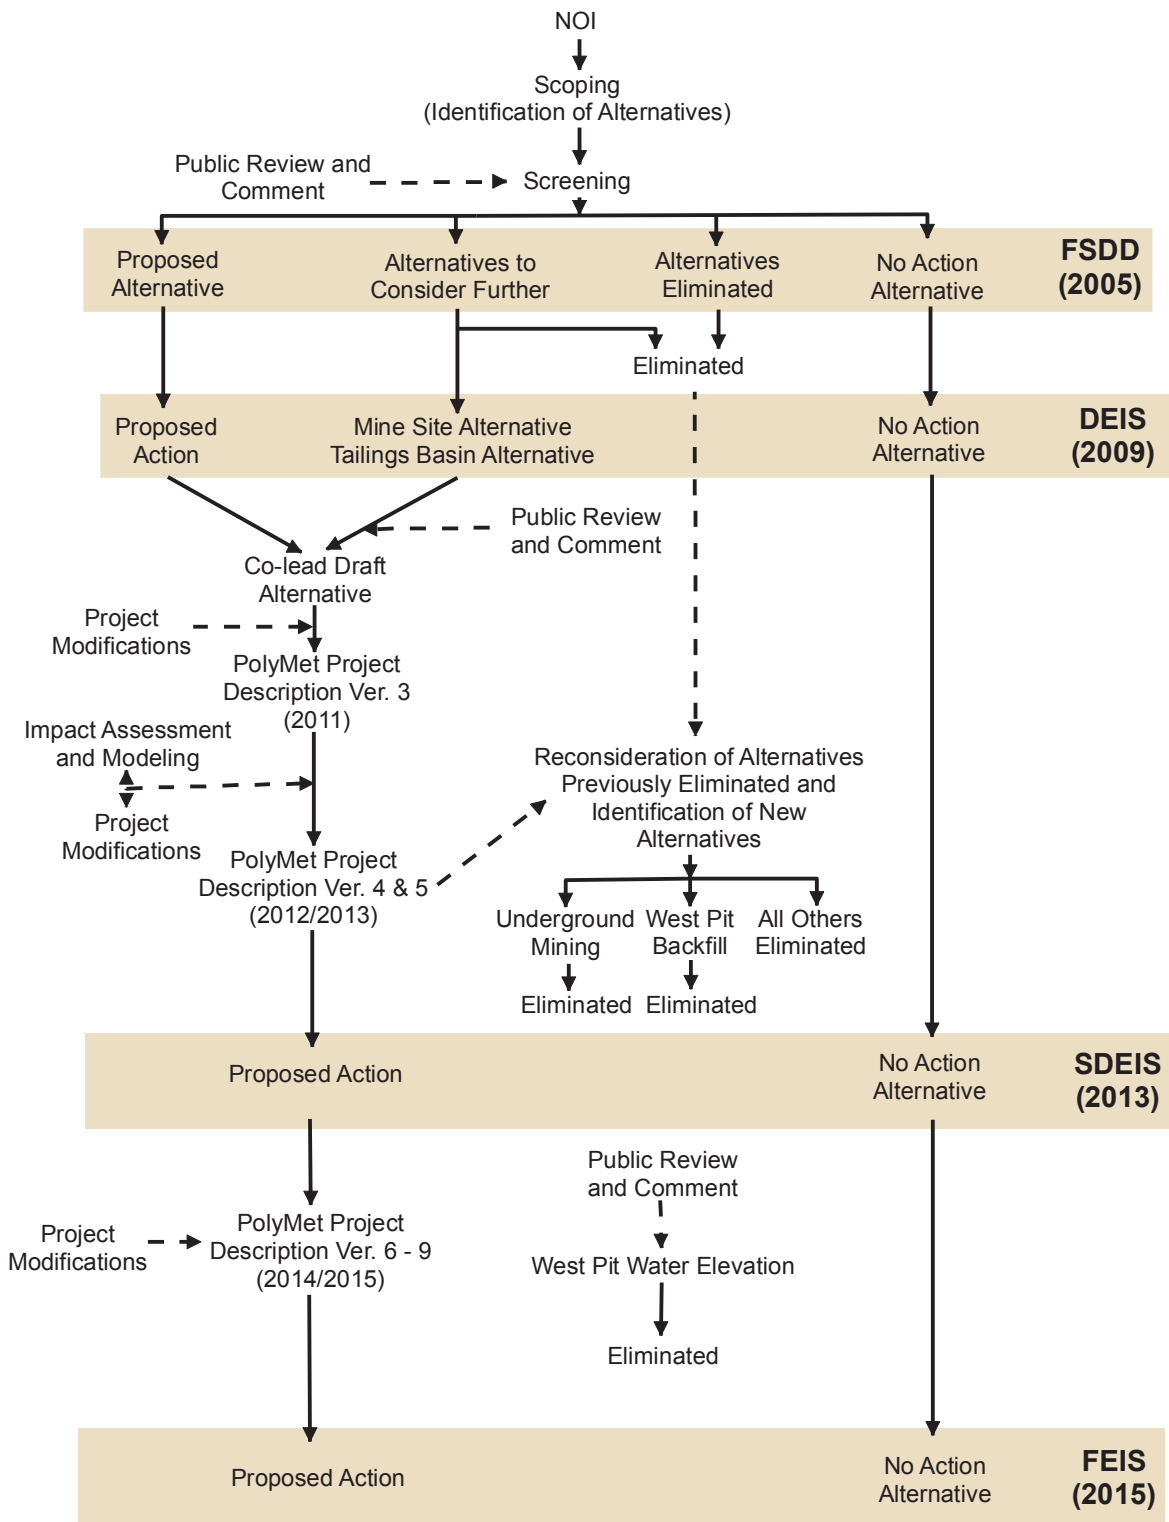 NOI
Scoping
(Identification of Alternatives)
Public Review and
Comment
Screening
Proposed
Alternative
Alternatives to
Consider Further
Alternatives
Eliminated
No Action
Alternative
FSDD
(2005)
Eliminated
Proposed
Action
Mine Site Alternative
Tailings Basin Alternative
No Action
Alternative
DEIS
(2009)
Public Review
and Comment
Co-lead Draft
Alternative
Project
Modifications
PolyMet Project
Description Ver. 3
(2011)
Impact Assessment
and Modeling
Project
Modifications
PolyMet Project
Description Ver. 4 & 5
(2012/2013)
Reconsideration of Alternatives
Previously Eliminated and
Identification of New
Alternatives
Underground
Mining
West Pit
Backfill
All Others
Eliminated
Eliminated
Eliminated
Proposed Action
No Action
Alternative
SDEIS
(2013)
Public Review
and Comment
Project
Modifications
PolyMet Project
Description Ver. 6 - 9
(2014/2015)
West Pit Water Elevation
Eliminated
Proposed Action
No Action
Alternative
FEIS
(2015)